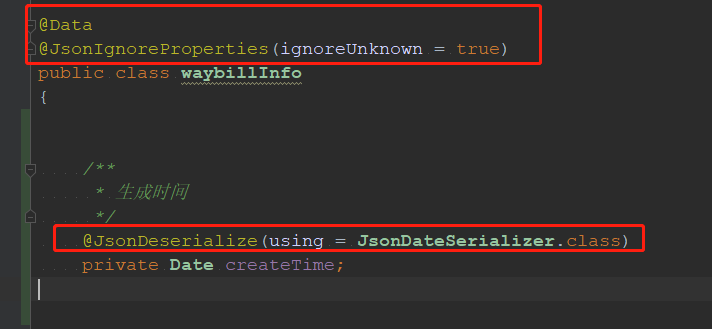 @Data
@JsonIgnoreProperties(ignoreUnknown = true)
public class waybillInfo
{
/**
* 生成时间
*/
@JsonDeserialize(using = JsonDateSerializer.class)
private Date createTime;